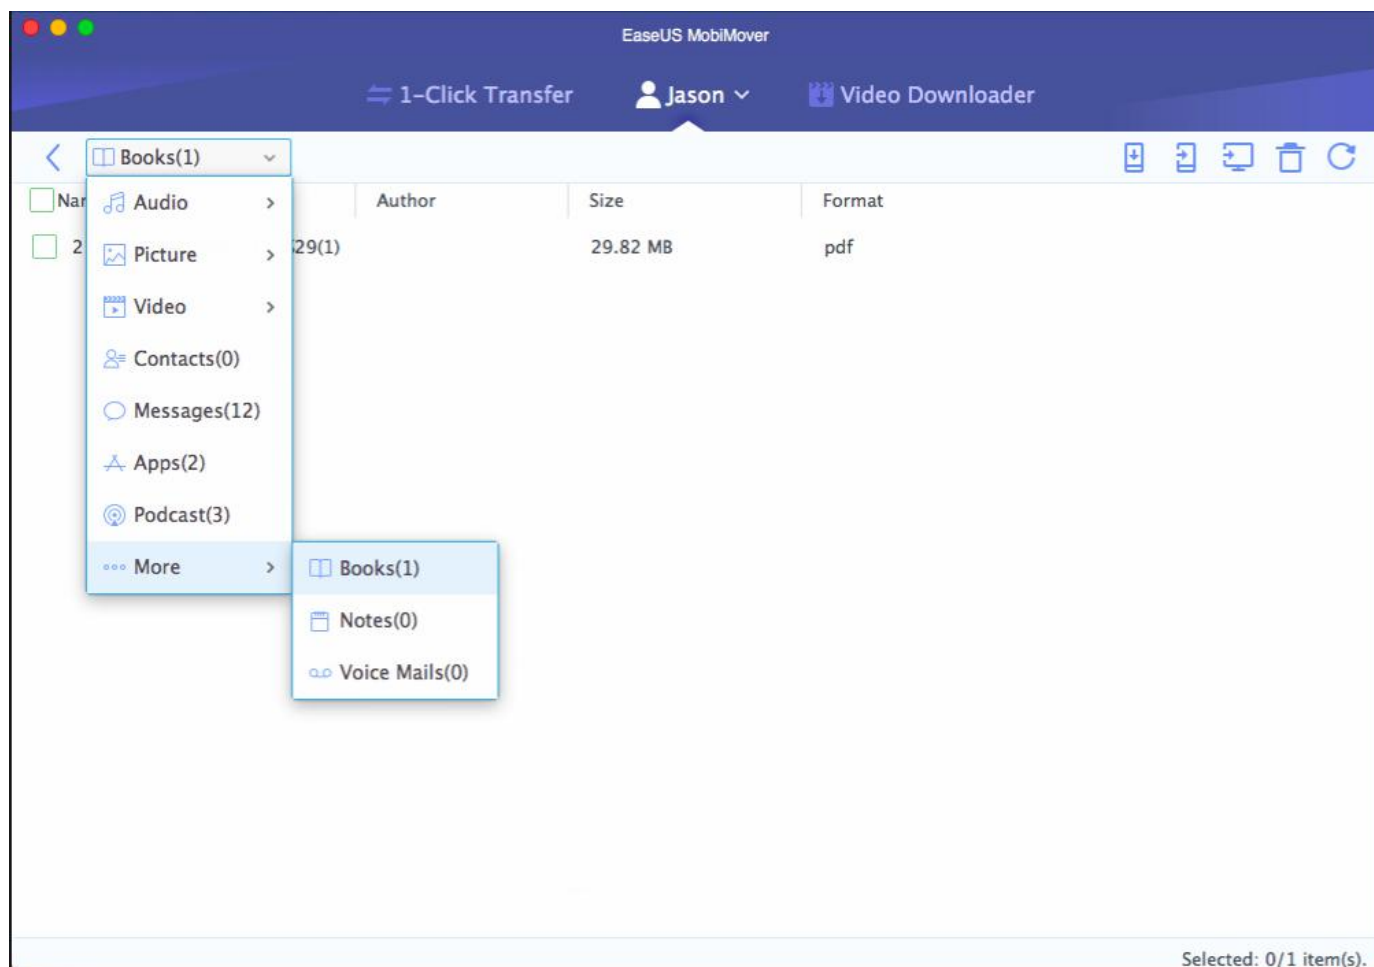 EaseUS MobiMover
1-Click Transfer Jason Video Downloader
Books(1)
Author Size Format
29(1) 29.82 MB pdf
Audio
Picture
Video
Contacts(0)
Messages(12)
Apps(2)
Podcast(3)
More
Books(1)
Notes(0)
Voice Mails(0)
Selected: 0/1 item(s).